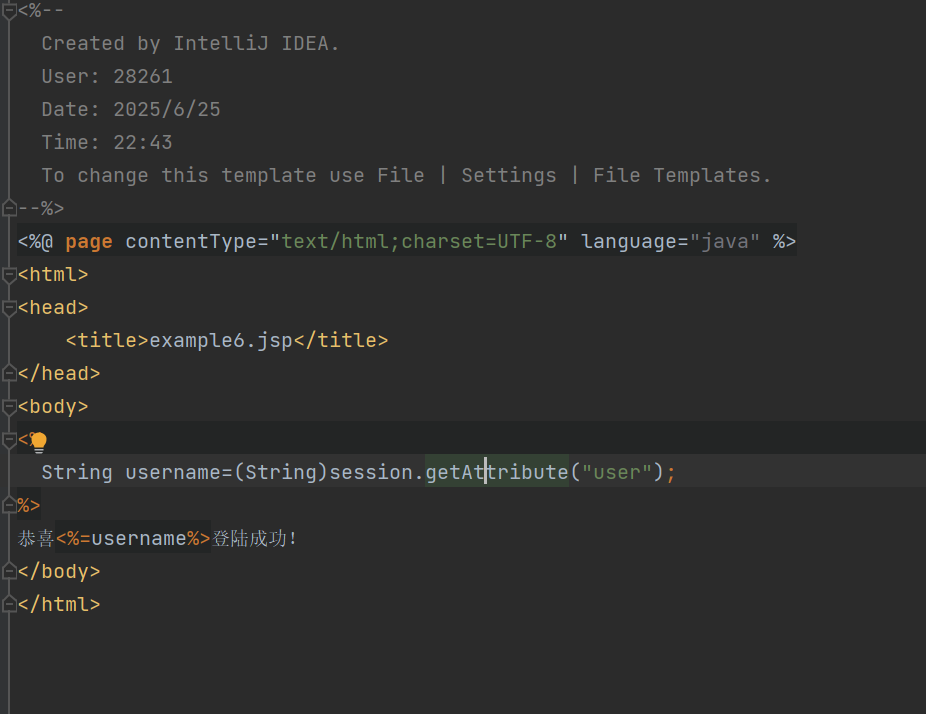 <%--
  Created by IntelliJ IDEA.
  User: 28261
  Date: 2025/6/25
  Time: 22:43
  To change this template use File | Settings | File Templates.
--%>
<%@ page contentType="text/html;charset=UTF-8" language="java" %>
<html>
<head>
    <title>example6.jsp</title>
</head>
<body>
<%
  String username=(String)session.getAttribute("user");
%>
恭喜<%=username%>登陆成功!
</body>
</html>